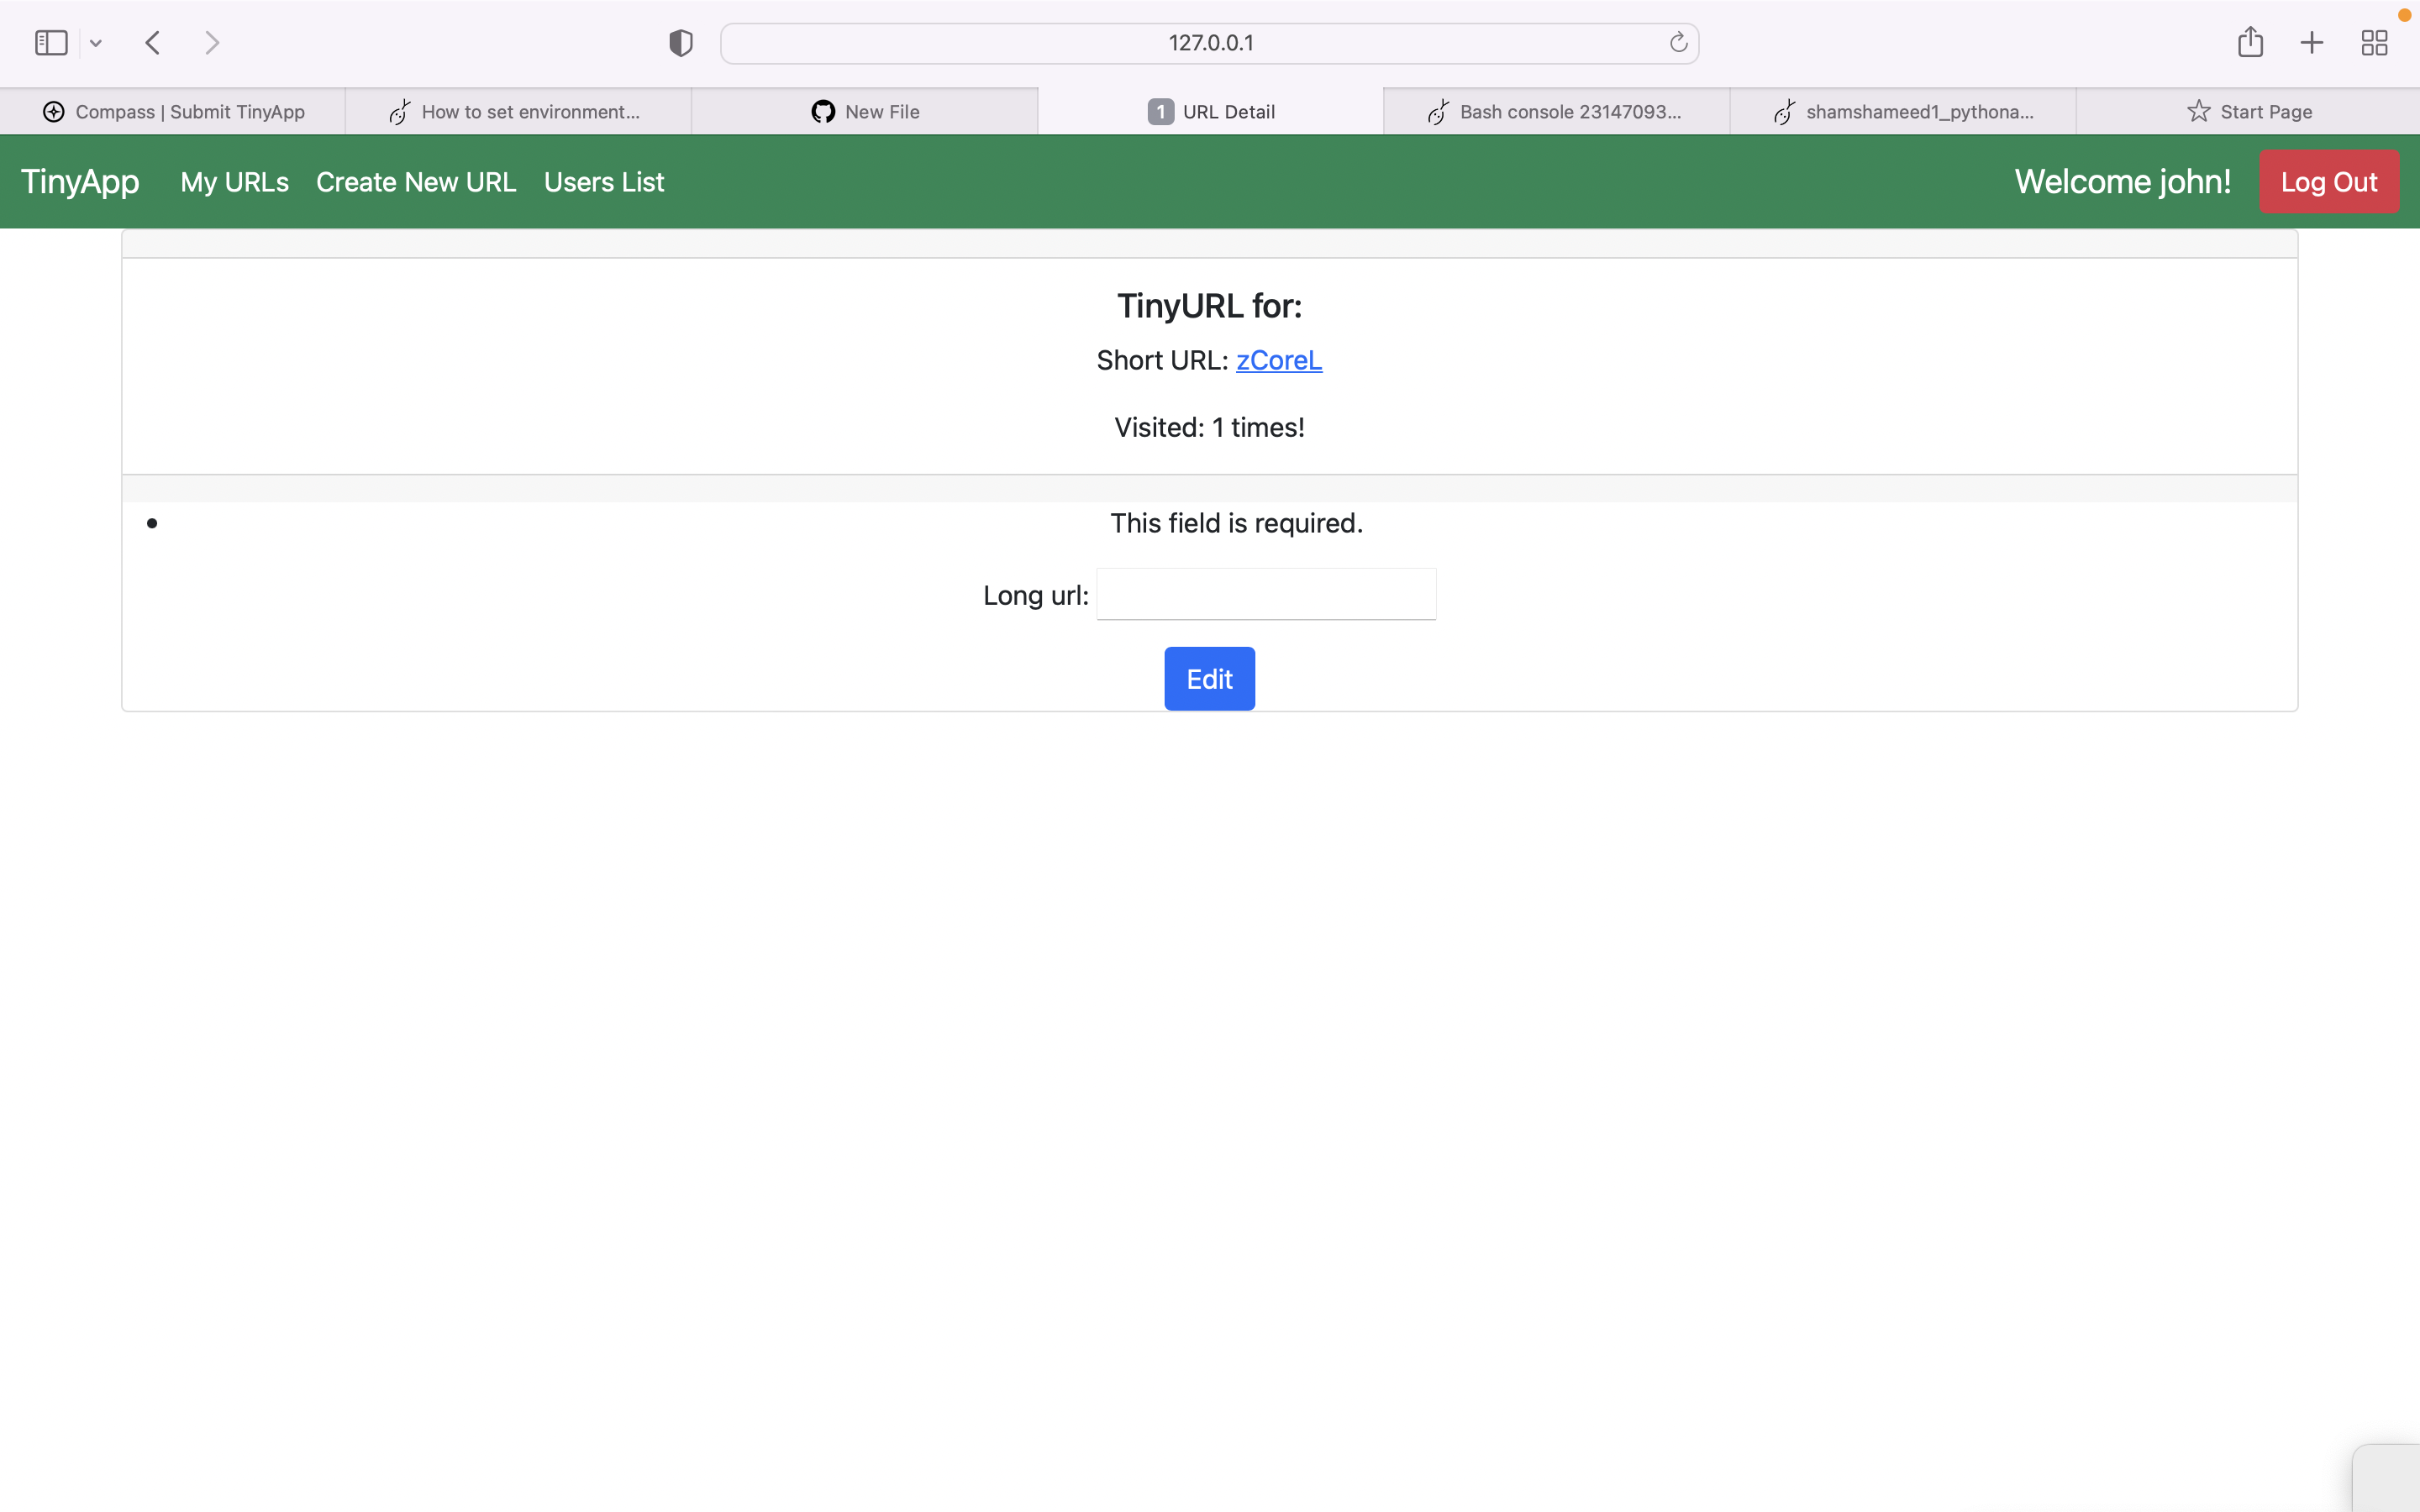 127.0.0.1
Compass | Submit TinyApp
How to set environment...
New File
1 URL Detail
Bash console 23147093...
shamshameed1_pythona...
Start Page
TinyApp My URLs Create New URL Users List Welcome john! Log Out
TinyURL for:
Short URL: zCoreL
Visited: 1 times!
• This field is required.
Long url:
Edit